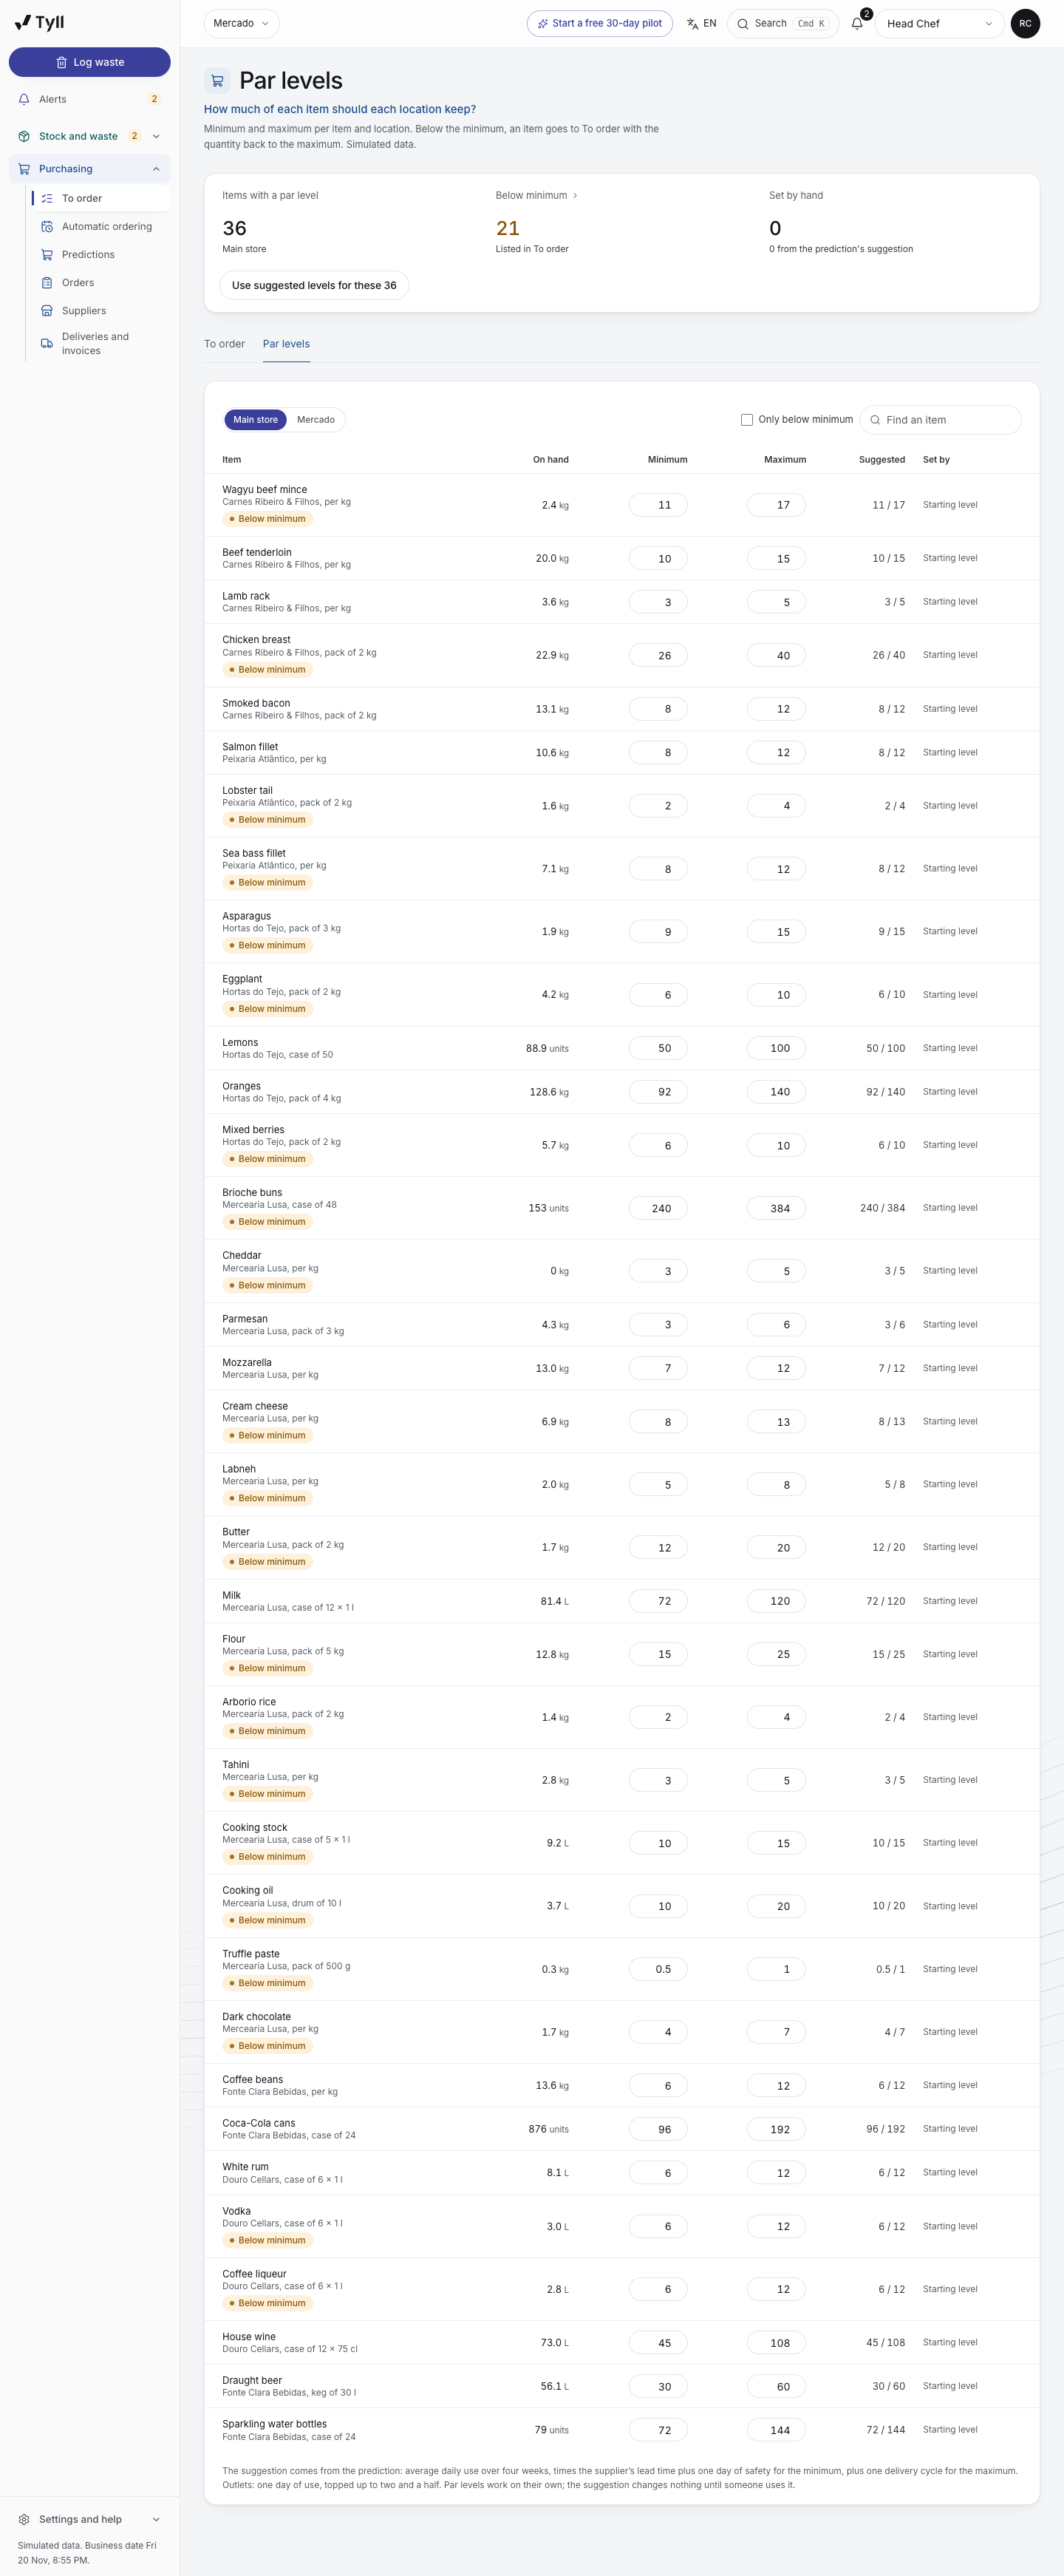 Tyll
Mercado
Start a free 30-day pilot
EN
Search Cmd K
2
Head Chef
RC
Log waste
Alerts 2
Stock and waste 2
Purchasing
To order
Automatic ordering
Predictions
Orders
Suppliers
Deliveries and
invoices
Par levels
How much of each item should each location keep?
Minimum and maximum per item and location. Below the minimum, an item goes to To order with the
quantity back to the maximum. Simulated data.
Items with a par level
36
Main store
Below minimum
21
Listed in To order
Set by hand
0
0 from the prediction's suggestion
Use suggested levels for these 36
To order Par levels
Main store Mercado
Only below minimum
Find an item
Item On hand Minimum Maximum Suggested Set by
Wagyu beef mince
Carnes Ribeiro & Filhos, per kg
Below minimum
2.4 kg 11 17 11 / 17 Starting level
Beef tenderloin
Carnes Ribeiro & Filhos, per kg
20.0 kg 10 15 10 / 15 Starting level
Lamb rack
Carnes Ribeiro & Filhos, per kg
3.6 kg 3 5 3 / 5 Starting level
Chicken breast
Carnes Ribeiro & Filhos, pack of 2 kg
Below minimum
22.9 kg 26 40 26 / 40 Starting level
Smoked bacon
Carnes Ribeiro & Filhos, pack of 2 kg
13.1 kg 8 12 8 / 12 Starting level
Salmon fillet
Peixaria Atlântico, per kg
10.6 kg 8 12 8 / 12 Starting level
Lobster tail
Peixaria Atlântico, pack of 2 kg
Below minimum
1.6 kg 2 4 2 / 4 Starting level
Sea bass fillet
Peixaria Atlântico, per kg
Below minimum
7.1 kg 8 12 8 / 12 Starting level
Asparagus
Hortas do Tejo, pack of 3 kg
Below minimum
1.9 kg 9 15 9 / 15 Starting level
Eggplant
Hortas do Tejo, pack of 2 kg
Below minimum
4.2 kg 6 10 6 / 10 Starting level
Lemons
Hortas do Tejo, case of 50
88.9 units 50 100 50 / 100 Starting level
Oranges
Hortas do Tejo, pack of 4 kg
128.6 kg 92 140 92 / 140 Starting level
Mixed berries
Hortas do Tejo, pack of 2 kg
Below minimum
5.7 kg 6 10 6 / 10 Starting level
Brioche buns
Mercearia Lusa, case of 48
Below minimum
153 units 240 384 240 / 384 Starting level
Cheddar
Mercearia Lusa, per kg
Below minimum
0 kg 3 5 3 / 5 Starting level
Parmesan
Mercearia Lusa, pack of 3 kg
4.3 kg 3 6 3 / 6 Starting level
Mozzarella
Mercearia Lusa, per kg
13.0 kg 7 12 7 / 12 Starting level
Cream cheese
Mercearia Lusa, per kg
Below minimum
6.9 kg 8 13 8 / 13 Starting level
Labneh
Mercearia Lusa, per kg
Below minimum
2.0 kg 5 8 5 / 8 Starting level
Butter
Mercearia Lusa, pack of 2 kg
Below minimum
1.7 kg 12 20 12 / 20 Starting level
Milk
Mercearia Lusa, case of 12 × 1 l
81.4 L 72 120 72 / 120 Starting level
Flour
Mercearia Lusa, pack of 5 kg
Below minimum
12.8 kg 15 25 15 / 25 Starting level
Arborio rice
Mercearia Lusa, pack of 2 kg
Below minimum
1.4 kg 2 4 2 / 4 Starting level
Tahini
Mercearia Lusa, per kg
Below minimum
2.8 kg 3 5 3 / 5 Starting level
Cooking stock
Mercearia Lusa, case of 5 × 1 l
Below minimum
9.2 L 10 15 10 / 15 Starting level
Cooking oil
Mercearia Lusa, drum of 10 l
Below minimum
3.7 L 10 20 10 / 20 Starting level
Truffle paste
Mercearia Lusa, pack of 500 g
Below minimum
0.3 kg 0.5 1 0.5 / 1 Starting level
Dark chocolate
Mercearia Lusa, per kg
Below minimum
1.7 kg 4 7 4 / 7 Starting level
Coffee beans
Fonte Clara Bebidas, per kg
13.6 kg 6 12 6 / 12 Starting level
Coca-Cola cans
Fonte Clara Bebidas, case of 24
876 units 96 192 96 / 192 Starting level
White rum
Douro Cellars, case of 6 × 1 l
8.1 L 6 12 6 / 12 Starting level
Vodka
Douro Cellars, case of 6 × 1 l
Below minimum
3.0 L 6 12 6 / 12 Starting level
Coffee liqueur
Douro Cellars, case of 6 × 1 l
Below minimum
2.8 L 6 12 6 / 12 Starting level
House wine
Douro Cellars, case of 12 × 75 cl
73.0 L 45 108 45 / 108 Starting level
Draught beer
Fonte Clara Bebidas, keg of 30 l
56.1 L 30 60 30 / 60 Starting level
Sparkling water bottles
Fonte Clara Bebidas, case of 24
79 units 72 144 72 / 144 Starting level
The suggestion comes from the prediction: average daily use over four weeks, times the supplier's lead time plus one day of safety for the minimum, plus one delivery cycle for the maximum.
Outlets: one day of use, topped up to two and a half. Par levels work on their own; the suggestion changes nothing until someone uses it.
Settings and help
Simulated data. Business date Fri
20 Nov, 8:55 PM.